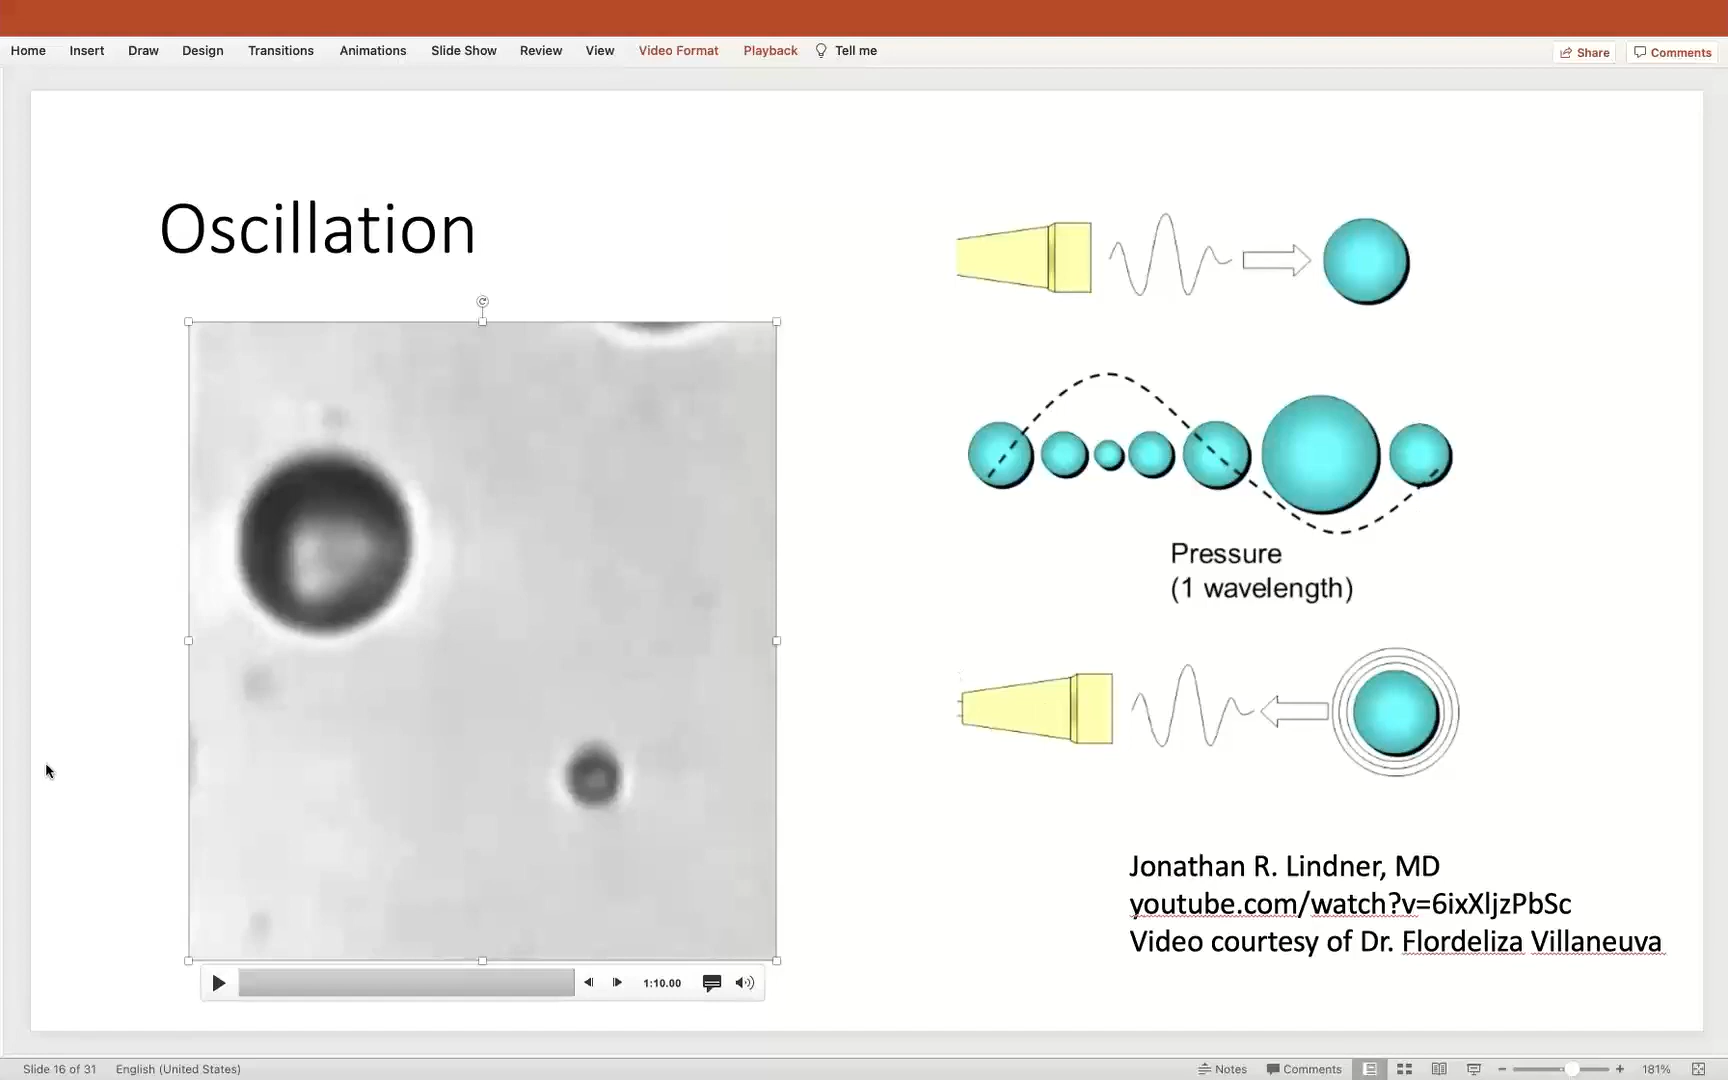 Home Insert Draw Design Transitions Animations Slide Show Review View Video Format Playback Tell me Share Comments
Oscillation
Pressure
(1 wavelength)
Jonathan R. Lindner, MD
youtube.com/watch?v=6ixXljzPbSc
Video courtesy of Dr. Flordeliza Villaneuva
1:10.00
Slide 16 of 31 English (United States) Notes Comments 181%